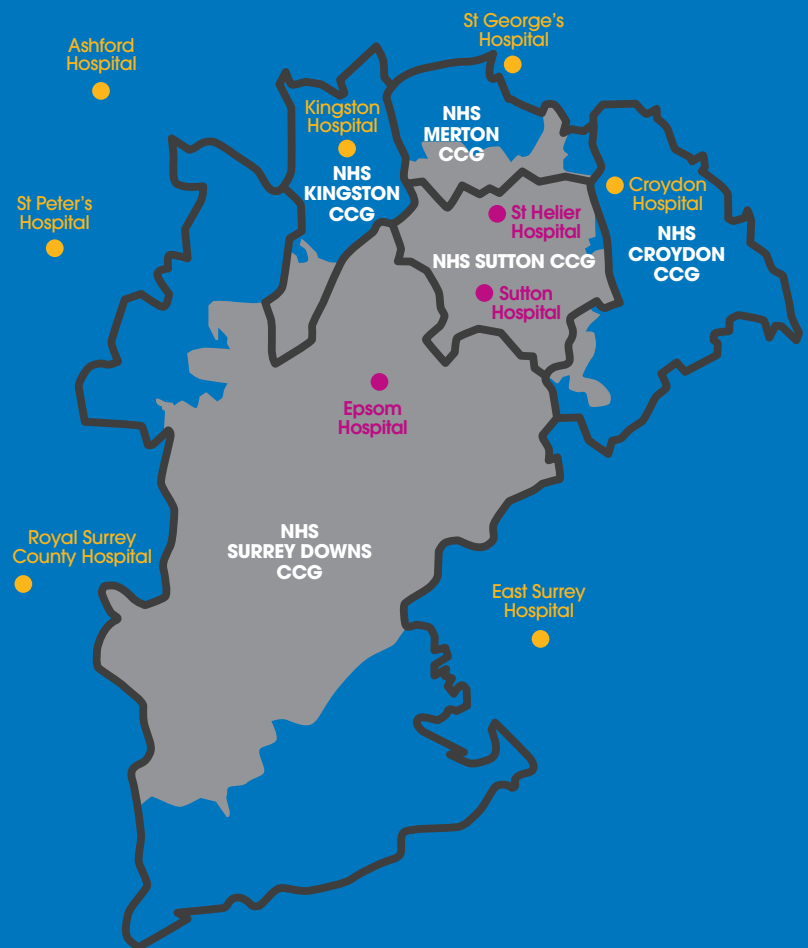 St George's
Hospital
Ashford
Hospital
Kingston
Hospital
NHS
MERTON
CCG
NHS
KINGSTON
CCG
Croydon
Hospital
St Peter's
Hospital
St Helier
Hospital
NHS
CROYDON
CCG
NHS SUTTON CCG
Sutton
Hospital
Epsom
Hospital
NHS
SURREY DOWNS
CCG
Royal Surrey
County Hospital
East Surrey
Hospital